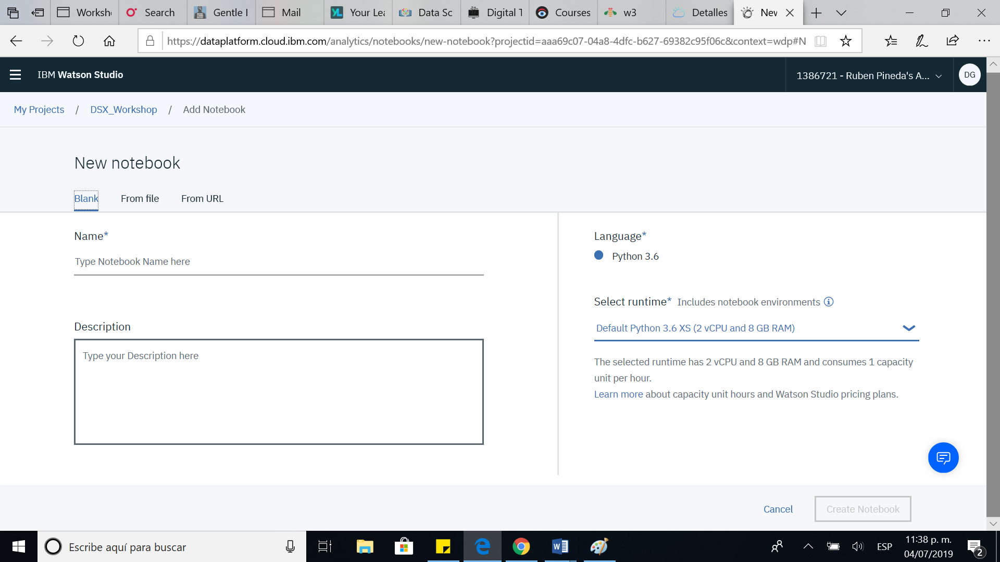 Worksh
Search
Gentle I
Mail
Your Lea
Data Sc
Digital T
Courses
w3
Detalles
New
https://dataplatform.cloud.ibm.com/analytics/notebooks/new-notebook?projectid=aaa69c07-04a8-4dfc-b627-69382c95f06c&context=wdp#N
IBM Watson Studio
1386721 - Ruben Pineda's A...
DG
My Projects / DSX_Workshop / Add Notebook
New notebook
Blank From file From URL
Name*
Type Notebook Name here
Description
Type your Description here
Language*
Python 3.6
Select runtime* Includes notebook environments
Default Python 3.6 XS (2 vCPU and 8 GB RAM)
The selected runtime has 2 vCPU and 8 GB RAM and consumes 1 capacity
unit per hour.
Learn more about capacity unit hours and Watson Studio pricing plans.
Cancel Create Notebook
Escribe aquí para buscar
ESP
11:38 p. m.
04/07/2019
2